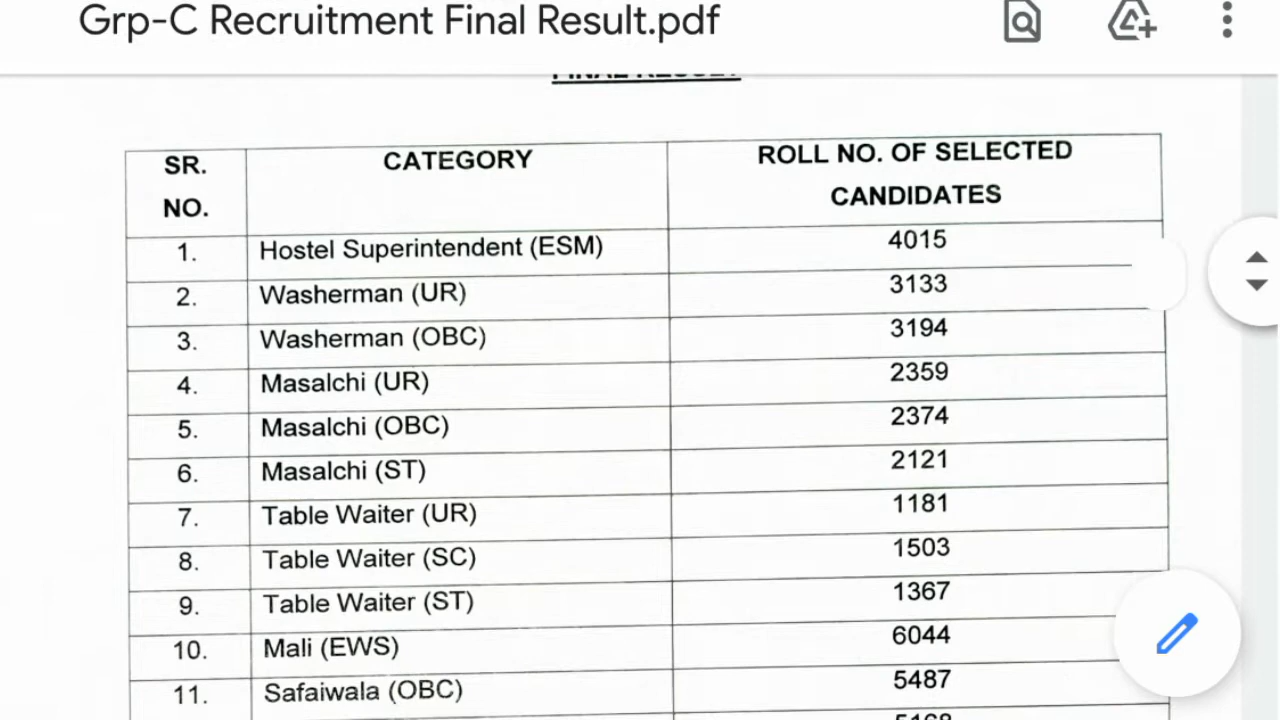 Grp-C Recruitment Final Result.pdf
FINAL RESULT
SR. NO. CATEGORY ROLL NO. OF SELECTED CANDIDATES
1. Hostel Superintendent (ESM) 4015
2. Washerman (UR) 3133
3. Washerman (OBC) 3194
4. Masalchi (UR) 2359
5. Masalchi (OBC) 2374
6. Masalchi (ST) 2121
7. Table Waiter (UR) 1181
8. Table Waiter (SC) 1503
9. Table Waiter (ST) 1367
10. Mali (EWS) 6044
11. Safaiwala (OBC) 5487